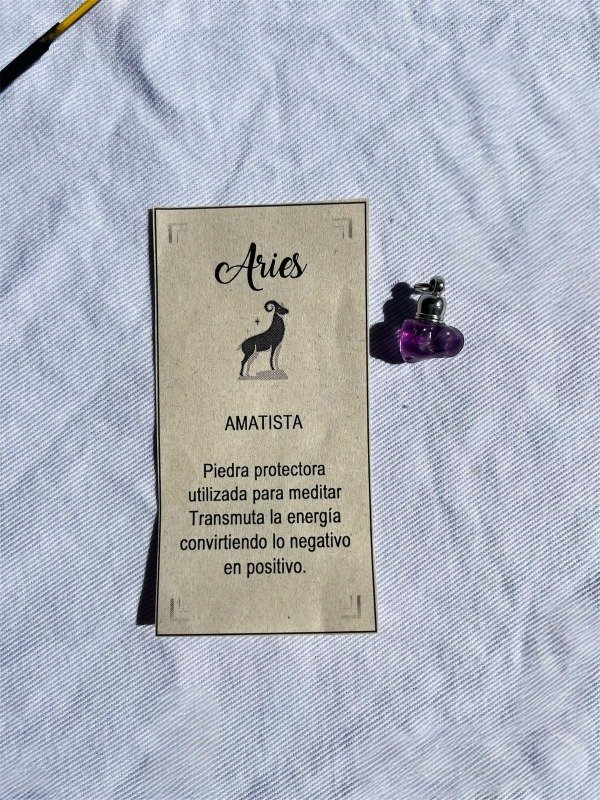 Aries
AMATISTA
Piedra protectora
utilizada para meditar
Transmuta la energía
convirtiendo lo negativo
en positivo.